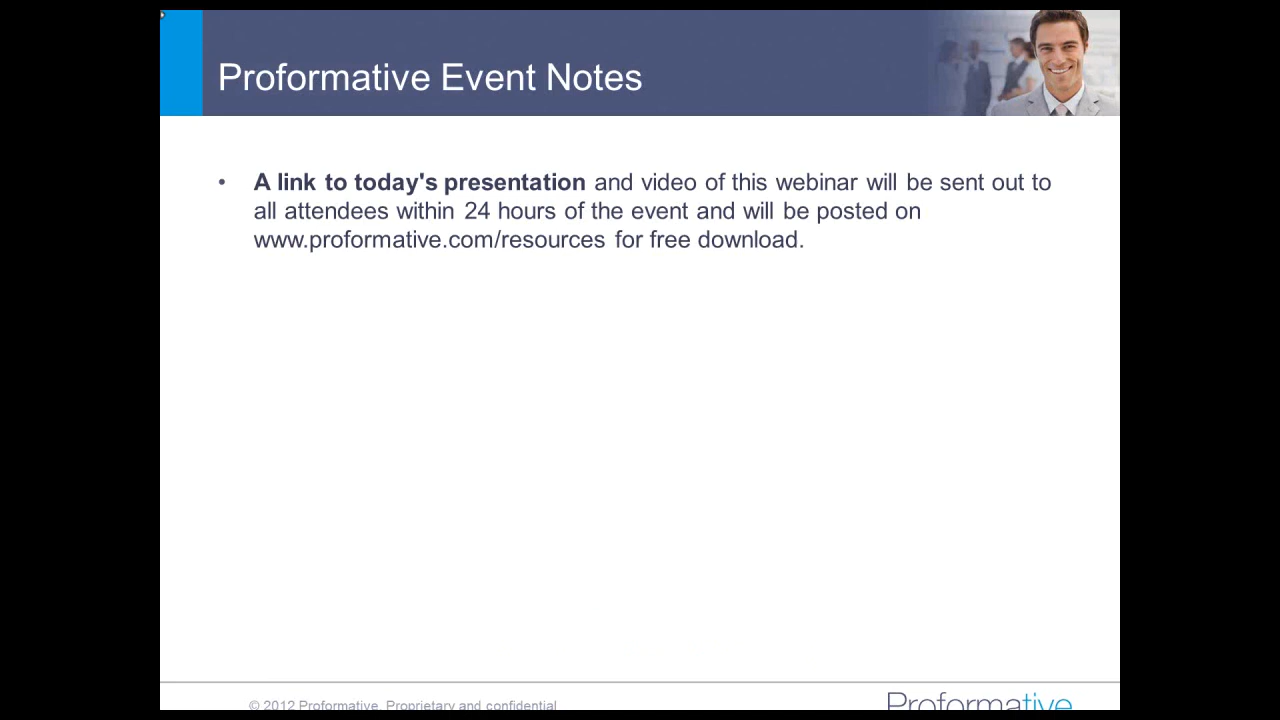 Proformative Event Notes
• A link to today's presentation and video of this webinar will be sent out to
all attendees within 24 hours of the event and will be posted on
www.proformative.com/resources for free download.
© 2012 Proformative. Proprietary and confidential
Proformative